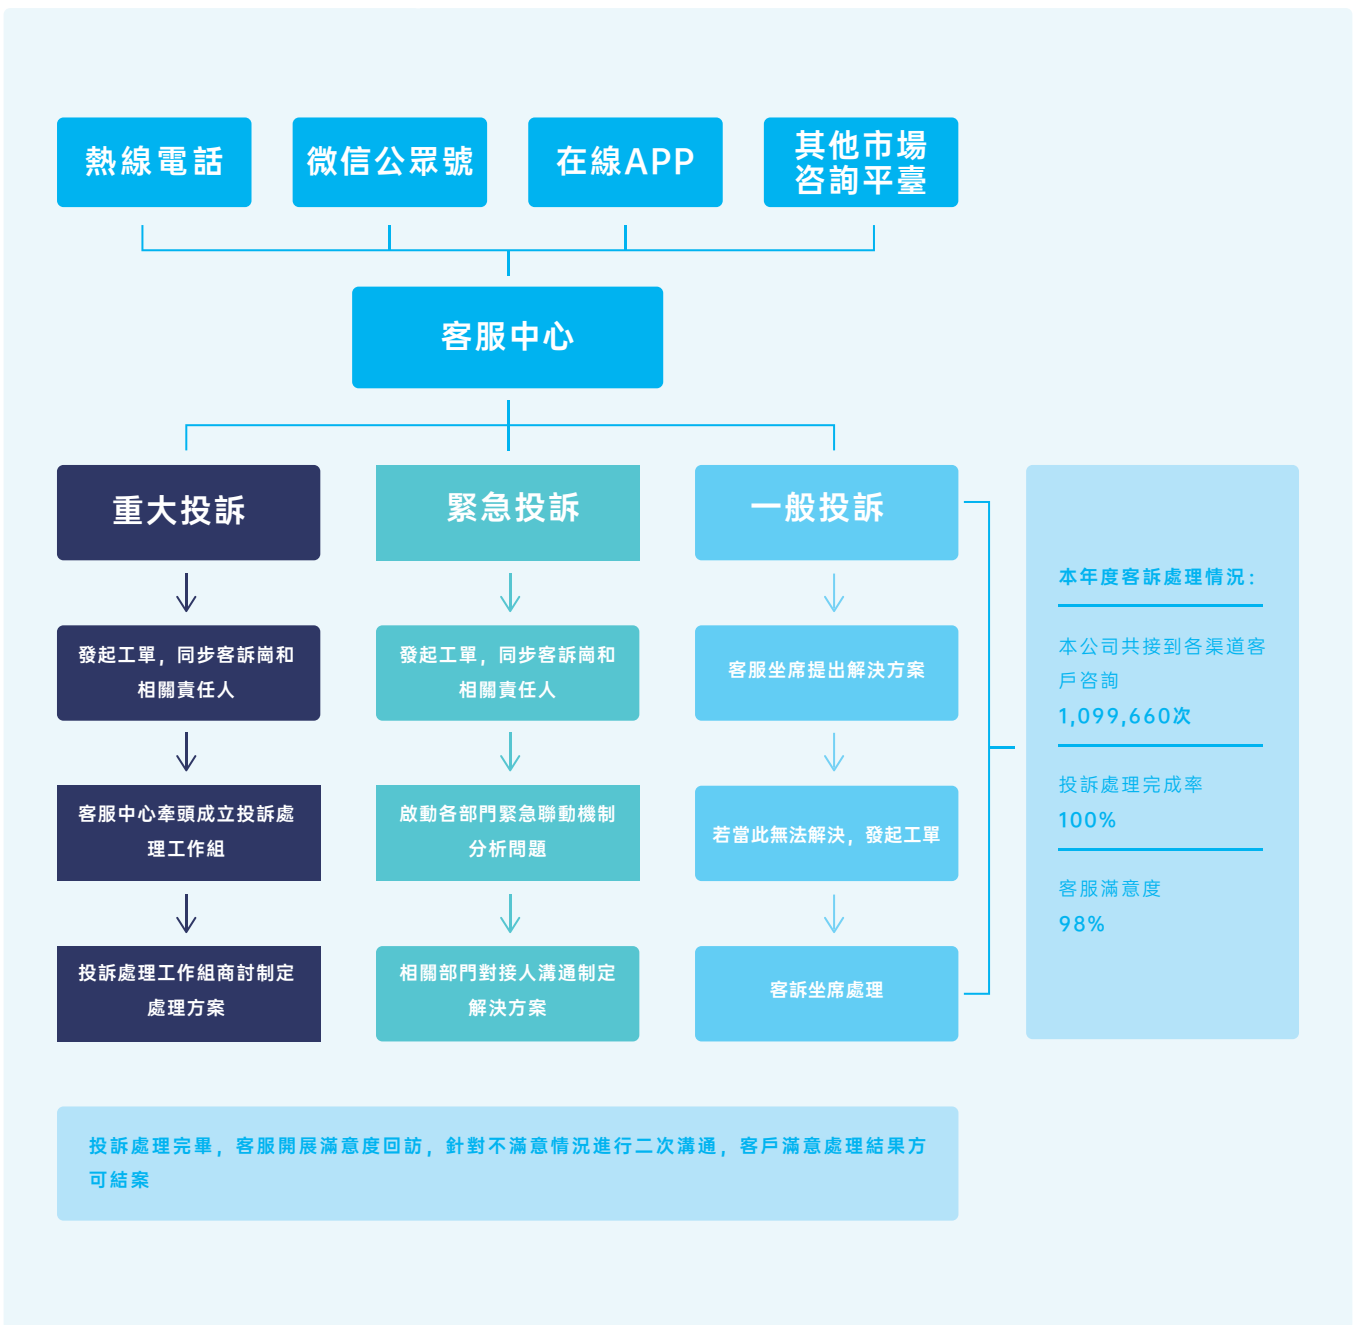 熱線電話
微信公眾號
在線APP
其他市場
咨詢平臺
客服中心
重大投訴
緊急投訴
一般投訴
發起工單，同步客訴崗和
相關責任人
發起工單，同步客訴崗和
相關責任人
客服坐席提出解決方案
客服中心牽頭成立投訴處
理工作組
啟動各部門緊急聯動機制
分析問題
若當此無法解決，發起工單
投訴處理工作組商討制定
處理方案
相關部門對接人溝通制定
解決方案
客訴坐席處理
本年度客訴處理情況：
本公司共接到各渠道客
戶咨詢
1,099,660次
投訴處理完成率
100%
客服滿意度
98%
投訴處理完畢，客服開展滿意度回訪，針對不滿意情況進行二次溝通，客戶滿意處理結果方
可結案